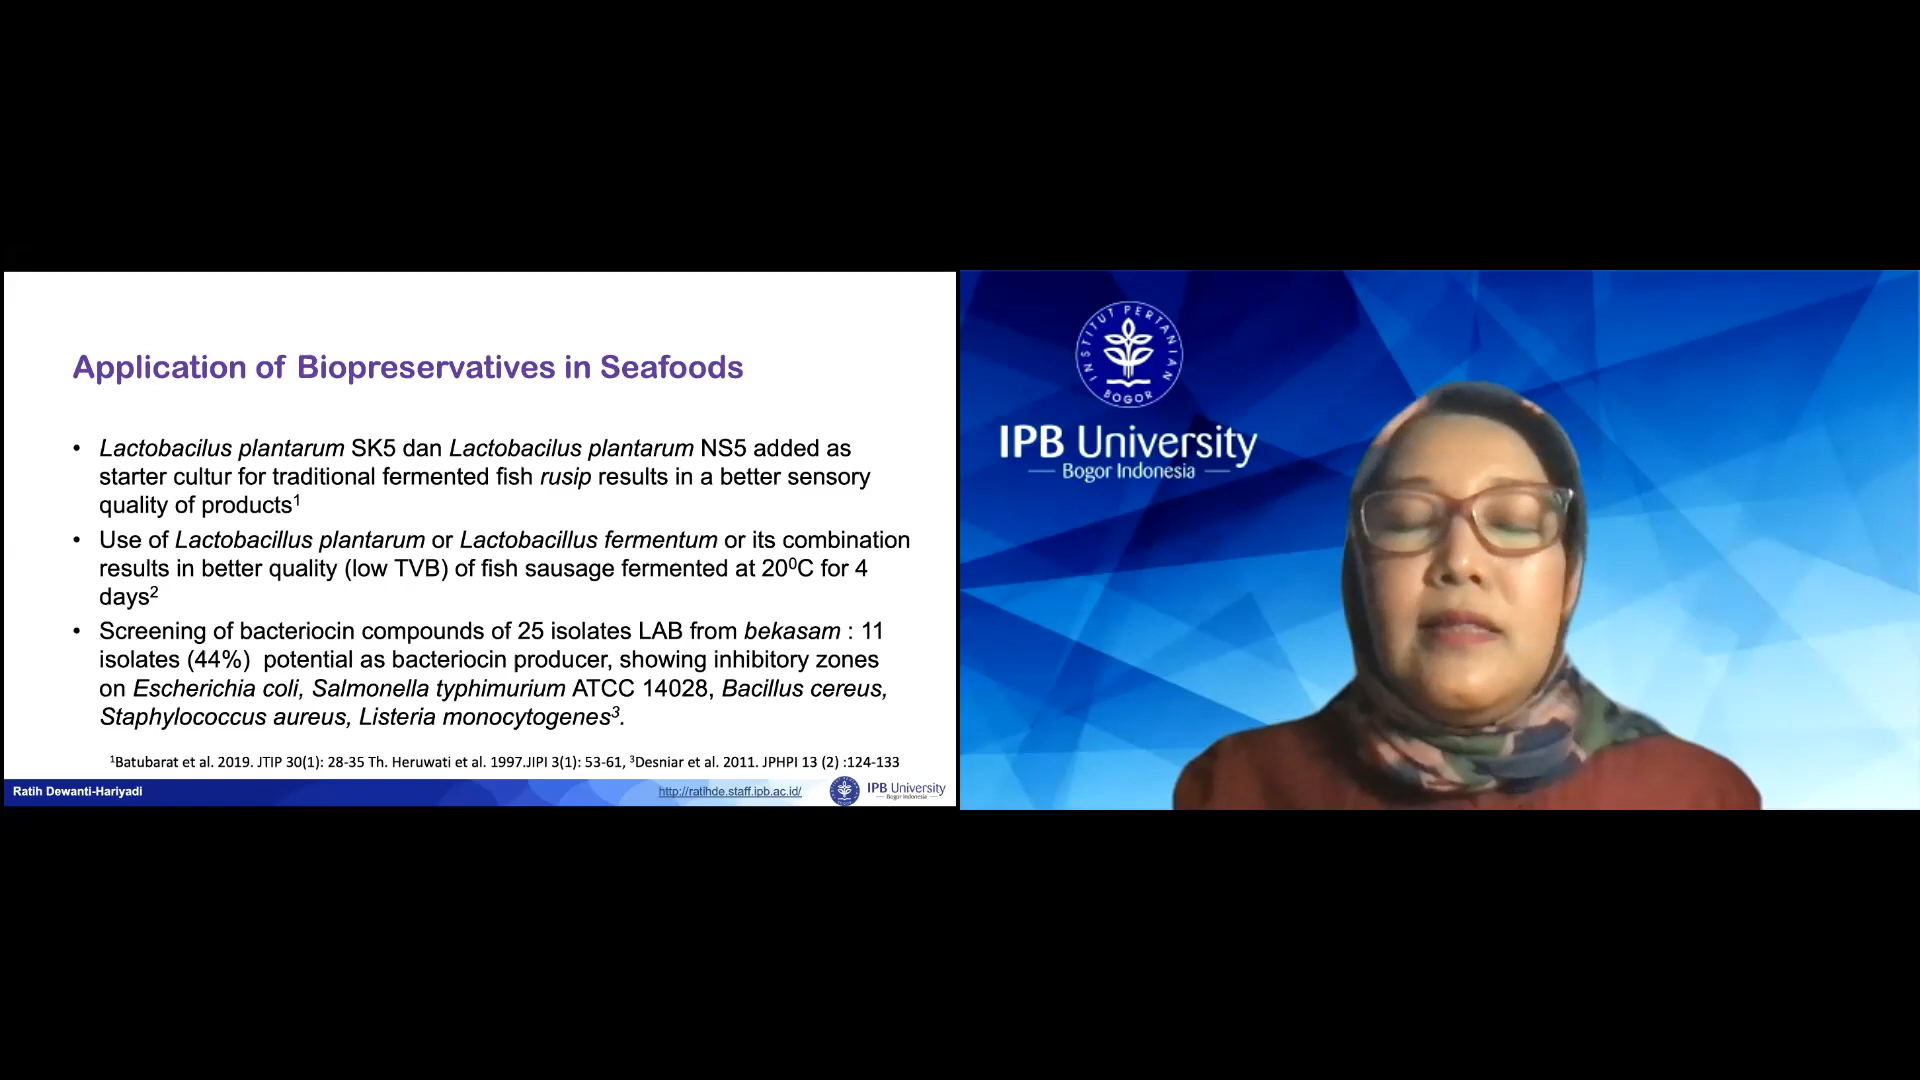 Application of Biopreservatives in Seafoods
• Lactobacilus plantarum SK5 dan Lactobacilus plantarum NS5 added as
starter cultur for traditional fermented fish rusip results in a better sensory
quality of products¹
• Use of Lactobacillus plantarum or Lactobacillus fermentum or its combination
results in better quality (low TVB) of fish sausage fermented at 20⁰C for 4
days²
• Screening of bacteriocin compounds of 25 isolates LAB from bekasam : 11
isolates (44%) potential as bacteriocin producer, showing inhibitory zones
on Escherichia coli, Salmonella typhimurium ATCC 14028, Bacillus cereus,
Staphylococcus aureus, Listeria monocytogenes³.
¹Batubarat et al. 2019. JTIP 30(1): 28-35 Th. Heruwati et al. 1997.JIPI 3(1): 53-61, ³Desniar et al. 2011. JPHPI 13 (2) :124-133
Ratih Dewanti-Hariyadi
http://ratihde.staff.ipb.ac.id/
IPB University
Bogor Indonesia
INSTITUT PERTANIAN
BOGOR
IPB University
Bogor Indonesia